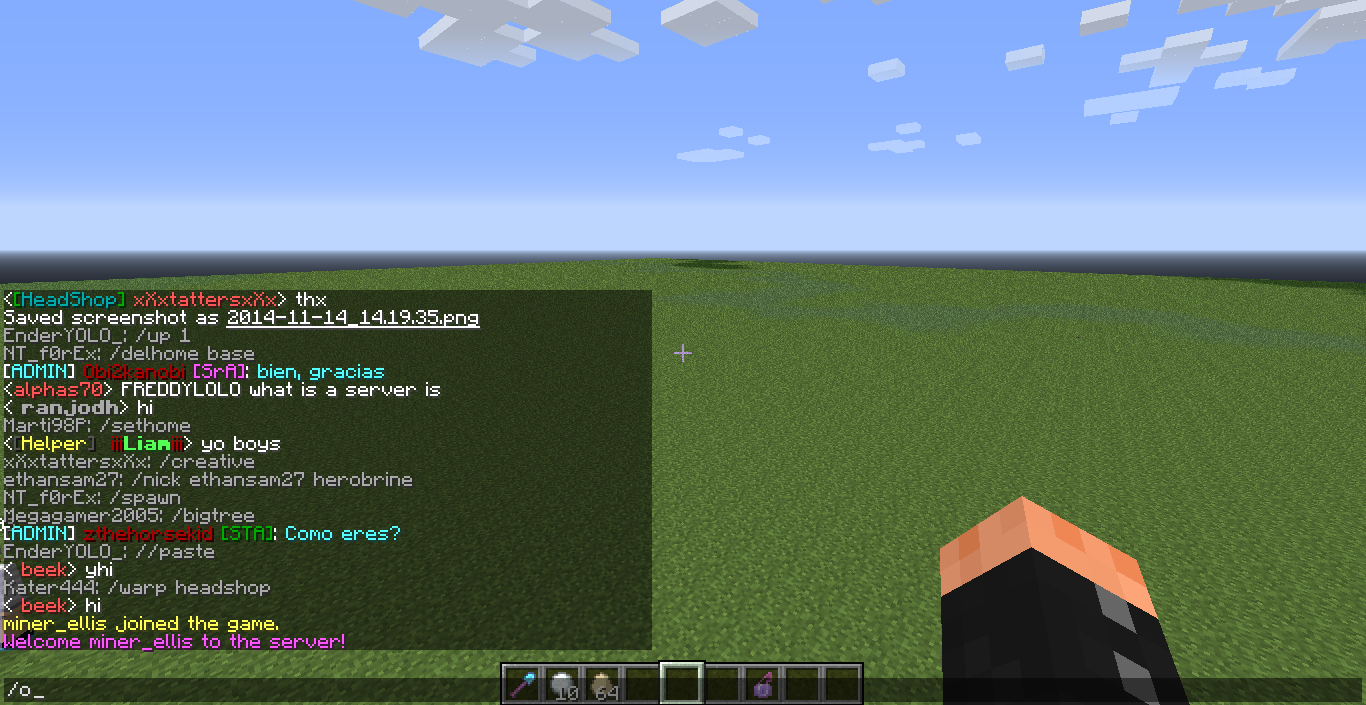 <[HeadShop] xXxtattersxXx> thx
Saved screenshot as 2014-11-14_14.19.35.png
EnderYOLO_: /up 1
NT_f0rEx: /delhome base
[ADMIN] Obi2kanobi [SrA]: bien, gracias
<alphas70> FREDDYLOLO what is a server is
< ranjodh> hi
Marti98P: /sethome
<[Helper] iiiLiamiii> yo boys
xXxtattersxXx: /creative
ethansam27: /nick ethansam27 herobrine
NT_f0rEx: /spawn
Megagamer2005: /bigtree
[ADMIN] zthehorsekid [STA]: Como eres?
EnderYOLO_: //paste
< beek> yhi
Kater444: /warp headshop
< beek> hi
miner_ellis joined the game.
Welcome miner_ellis to the server!
10 64
/o_